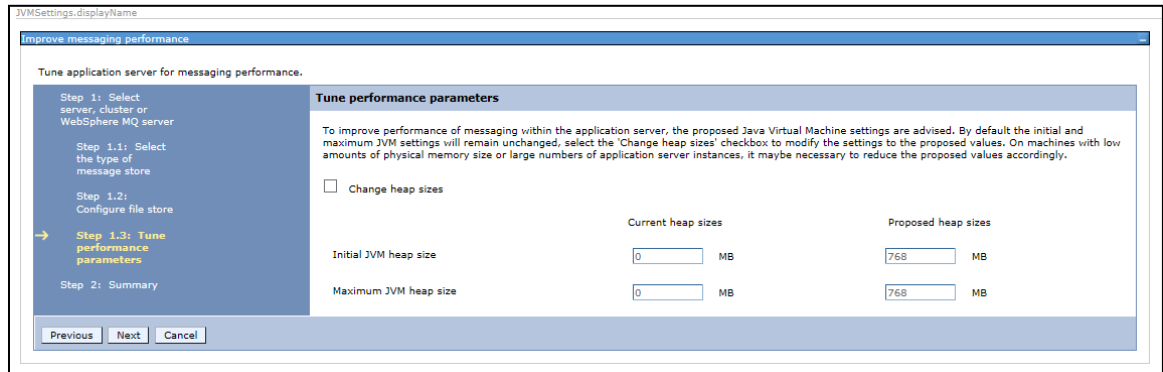 JVMSettings.displayName
Improve messaging performance
Tune application server for messaging performance.
Step 1: Select
server, cluster or
WebSphere MQ server
Step 1.1: Select
the type of
message store
Step 1.2:
Configure file store
Step 1.3: Tune
performance
parameters
Step 2: Summary
Tune performance parameters
To improve performance of messaging within the application server, the proposed Java Virtual Machine settings are advised. By default the initial and
maximum JVM settings will remain unchanged, select the 'Change heap sizes' checkbox to modify the settings to the proposed values. On machines with low
amounts of physical memory size or large numbers of application server instances, it maybe necessary to reduce the proposed values accordingly.
Change heap sizes
Current heap sizes Proposed heap sizes
Initial JVM heap size 0 MB 768 MB
Maximum JVM heap size 0 MB 768 MB
Previous Next Cancel